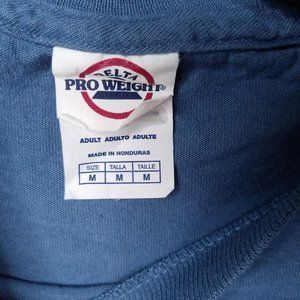 DELTA
PRO WEIGHT®
ADULT ADULTO ADULTE
MADE IN HONDURAS
SIZE TALLA TAILLE
M M M